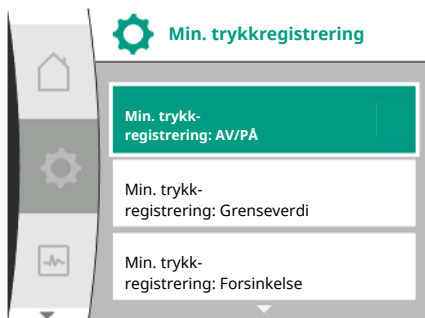 Min. trykkregistrering
Min. trykk-
registrering: AV/PÅ
Min. trykk-
registrering: Grenseverdi
Min. trykk-
registrering: Forsinkelse